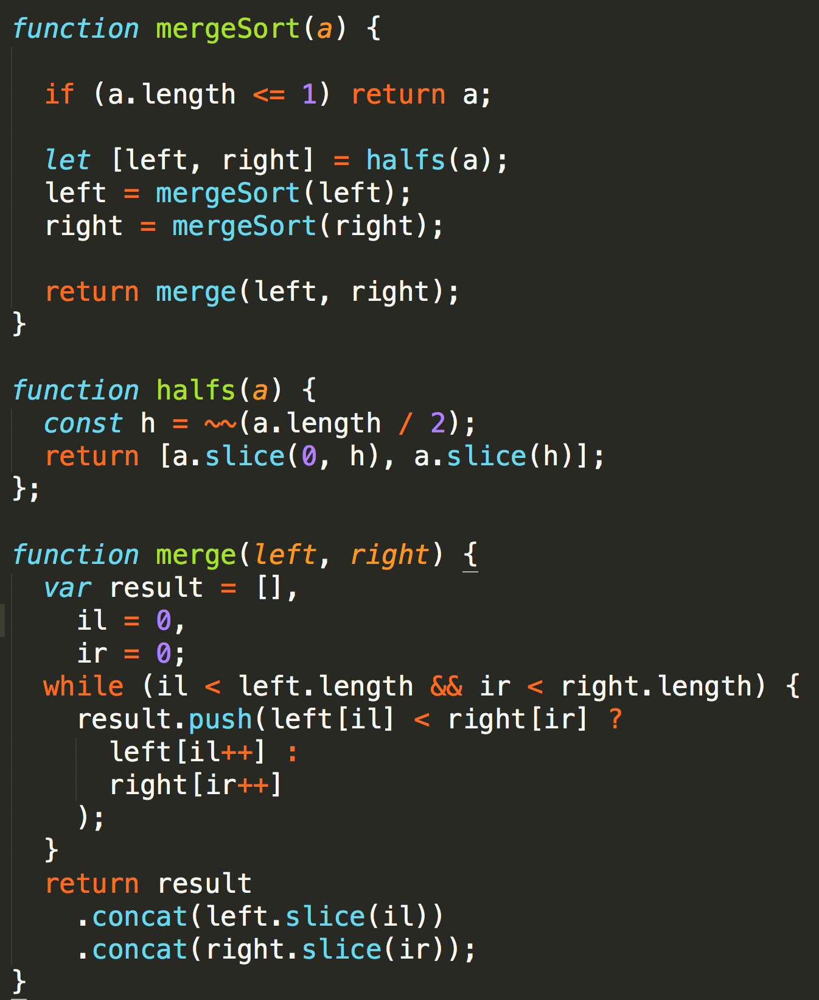 function mergeSort(a) {

  if (a.length <= 1) return a;

  let [left, right] = halfs(a);
  left = mergeSort(left);
  right = mergeSort(right);

  return merge(left, right);
}

function halfs(a) {
  const h = ~~(a.length / 2);
  return [a.slice(0, h), a.slice(h)];
};

function merge(left, right) {
  var result = [],
    il = 0,
    ir = 0;
  while (il < left.length && ir < right.length) {
    result.push(left[il] < right[ir] ?
      left[il++] :
      right[ir++]
    );
  }
  return result
    .concat(left.slice(il))
    .concat(right.slice(ir));
}